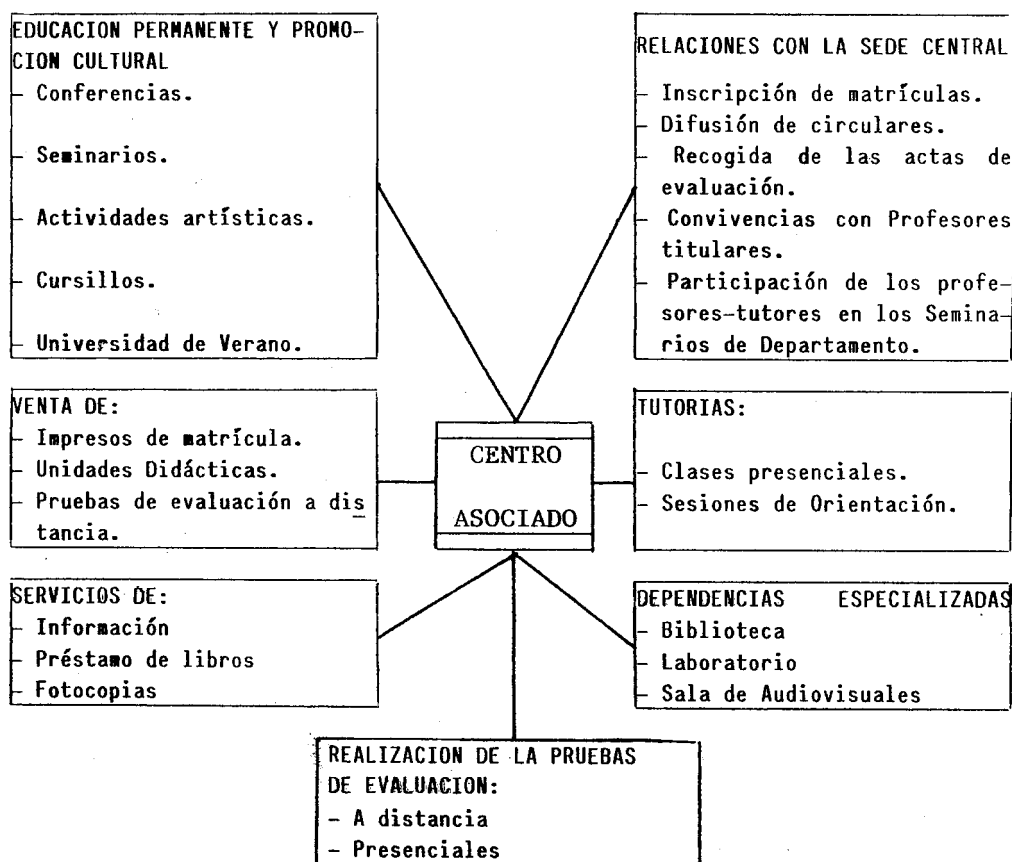 EDUCACION PERMANENTE Y PROMO-
CION CULTURAL
- Conferencias.
- Seminarios.
- Actividades artísticas.
- Cursillos.
- Universidad de Verano.
RELACIONES CON LA SEDE CENTRAL
- Inscripción de matrículas.
- Difusión de circulares.
- Recogida de las actas de
evaluación.
- Convivencias con Profesores
titulares.
- Participación de los profe-
sores-tutores en los Semina-
rios de Departamento.
VENTA DE:
- Impresos de matrícula.
- Unidades Didácticas.
- Pruebas de evaluación a dis
tancia.
CENTRO
ASOCIADO
TUTORIAS:
- Clases presenciales.
- Sesiones de Orientación.
SERVICIOS DE:
- Información
- Préstamo de libros
- Fotocopias
DEPENDENCIAS ESPECIALIZADAS
- Biblioteca
- Laboratorio
- Sala de Audiovisuales
REALIZACION DE LA PRUEBAS
DE EVALUACION:
- A distancia
- Presenciales